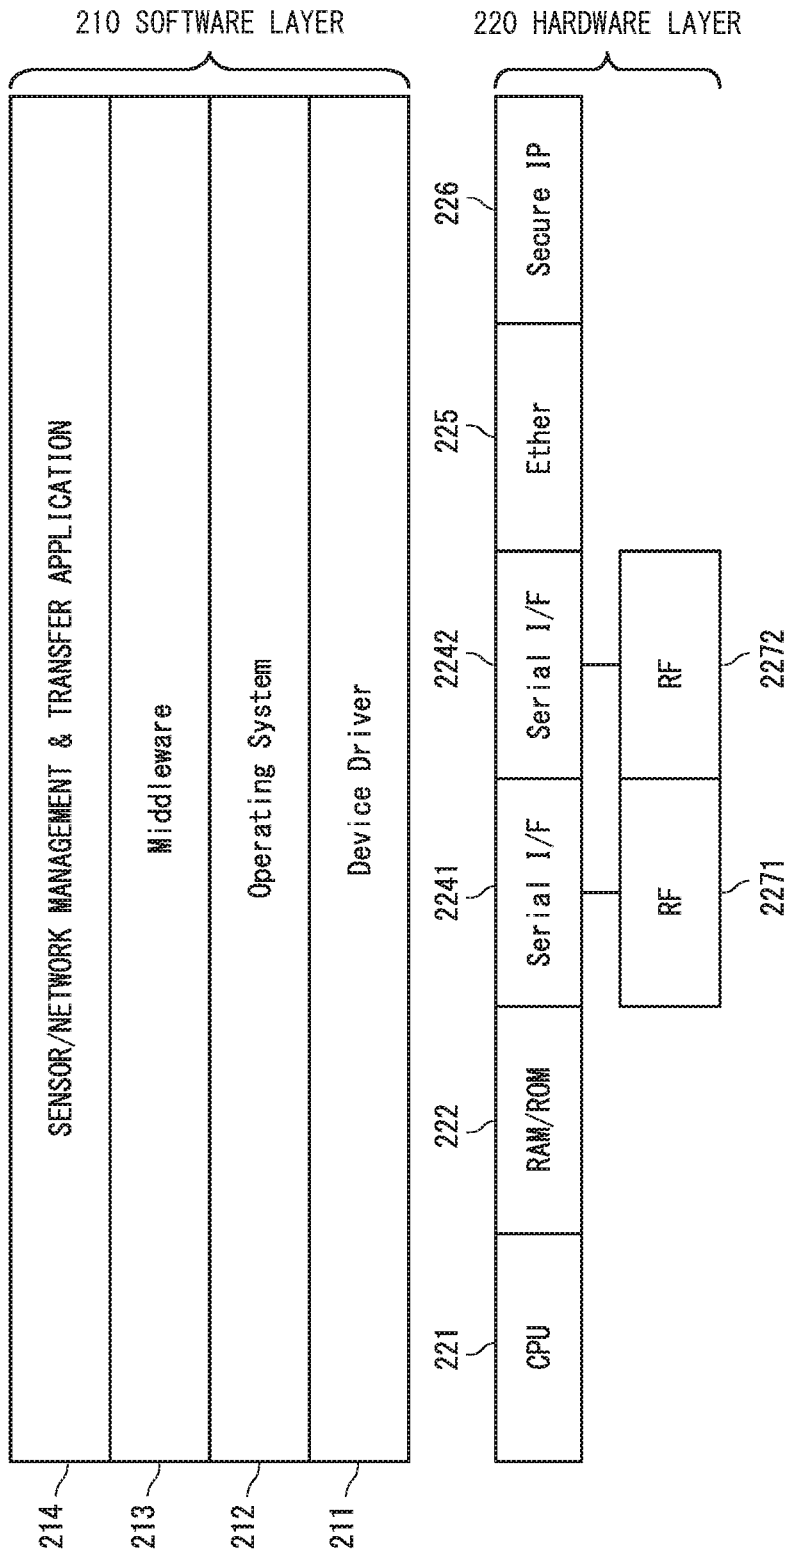 210 SOFTWARE LAYER
214
SENSOR/NETWORK MANAGEMENT & TRANSFER APPLICATION
213
Middleware
212
Operating System
211
Device Driver
220 HARDWARE LAYER
221
CPU
222
RAM/ROM
2241
Serial I/F
2242
Serial I/F
225
Ether
226
Secure IP
RF
2271
RF
2272